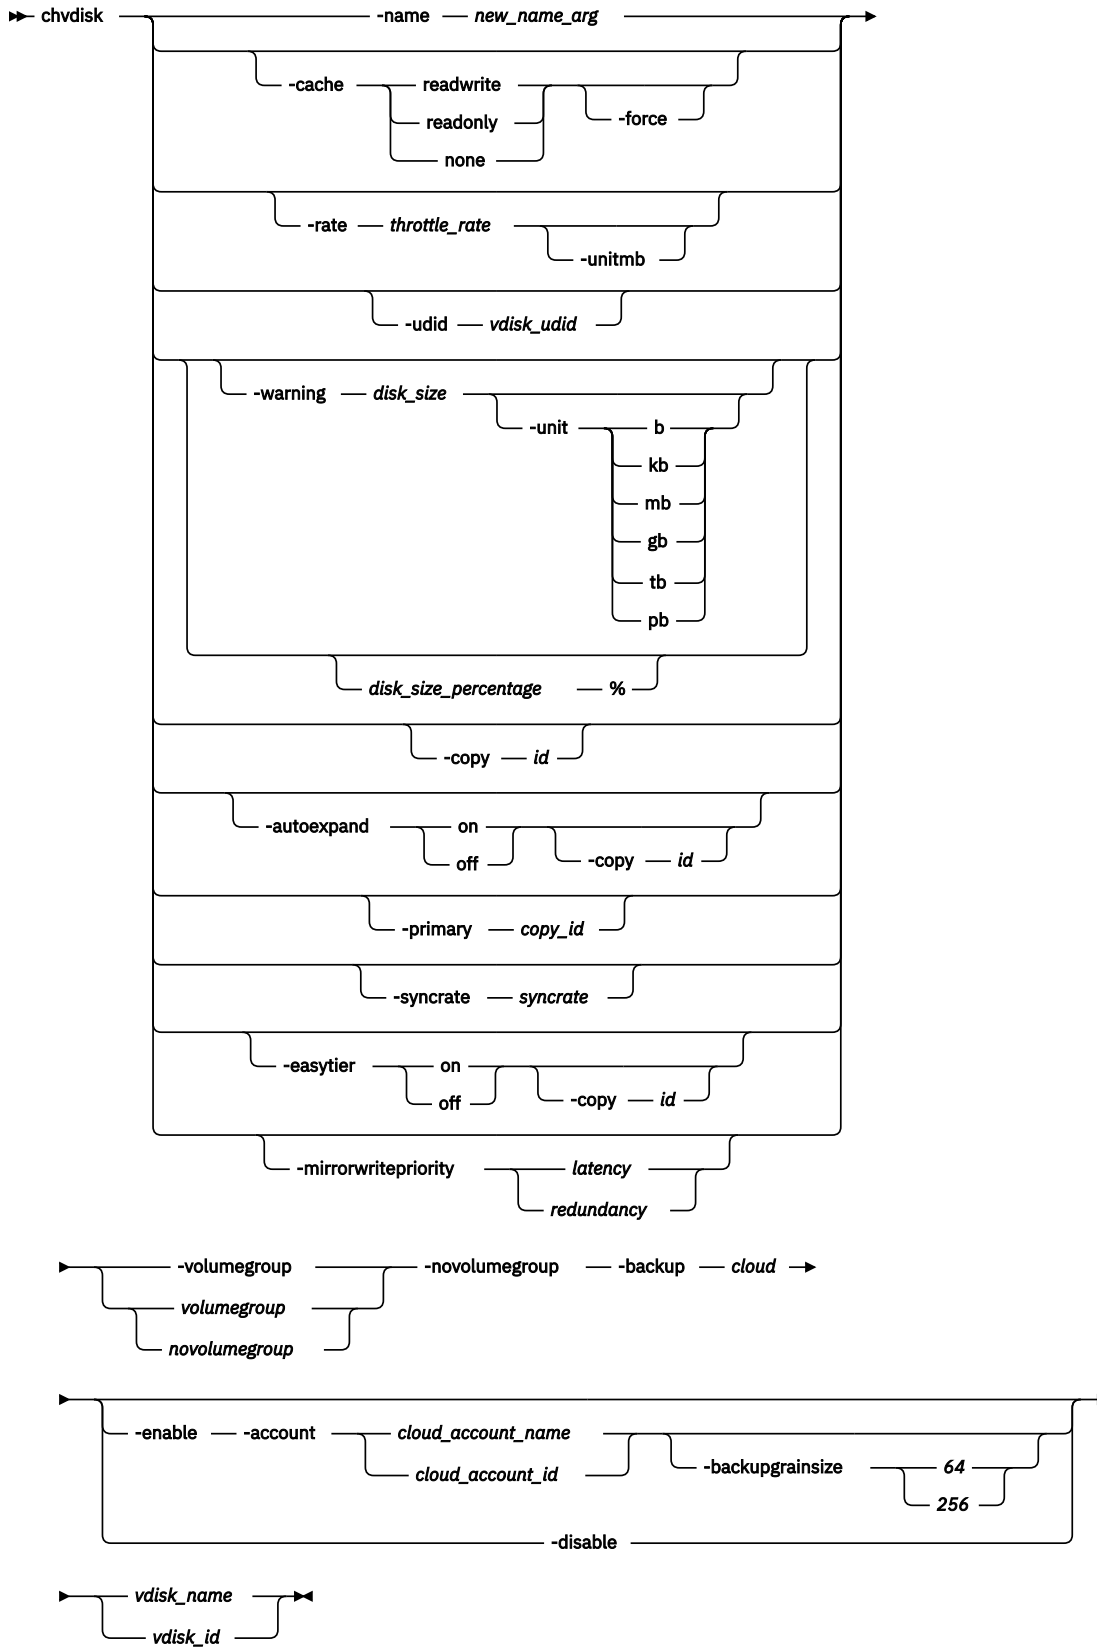 chvdisk -name new_name_arg
-cache readwrite
readonly -force
none
-rate throttle_rate
-unitmb
-udid vdisk_udid
-warning disk_size
-unit b
kb
mb
gb
tb
pb
disk_size_percentage %
-copy id
-autoexpand on
off -copy id
-primary copy_id
-syncrate syncrate
-easytier on
off -copy id
-mirrorwritepriority latency
redundancy
-volumegroup -novolumegroup -backup cloud
volumegroup
novolumegroup
-enable -account cloud_account_name
cloud_account_id -backupgrainsize 64
256
-disable
vdisk_name
vdisk_id